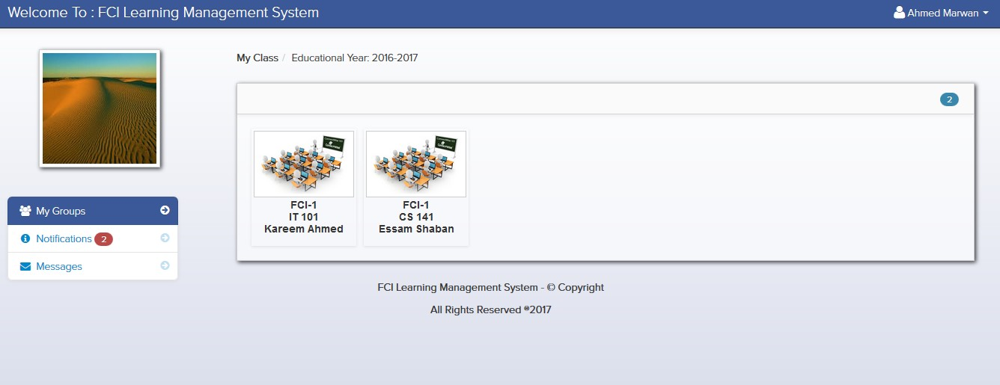 Welcome To : FCI Learning Management System
Ahmed Marwan
My Class / Educational Year: 2016-2017
2
My Groups
Notifications 2
Messages
FCI-1
IT 101
Kareem Ahmed
FCI-1
CS 141
Essam Shaban
FCI Learning Management System - © Copyright
All Rights Reserved ®2017